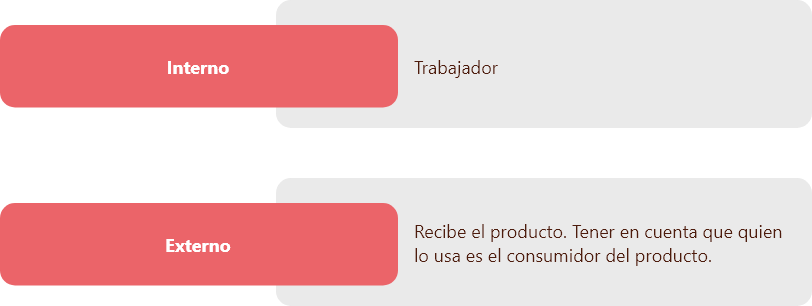 Interno
Trabajador
Externo
Recibe el producto. Tener en cuenta que quien
lo usa es el consumidor del producto.